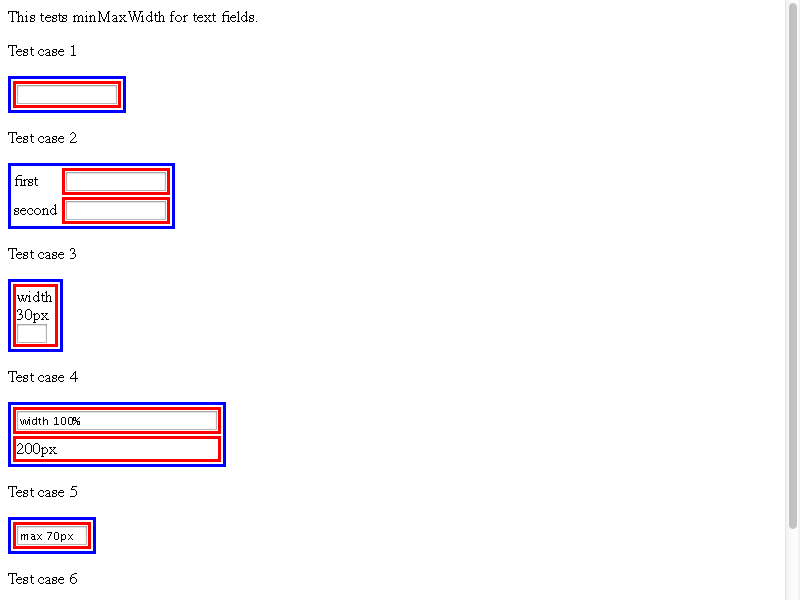 This tests minMaxWidth for text fields.
Test case 1
Test case 2
first
second
Test case 3
width
30px
Test case 4
width 100%
200px
Test case 5
max 70px
Test case 6